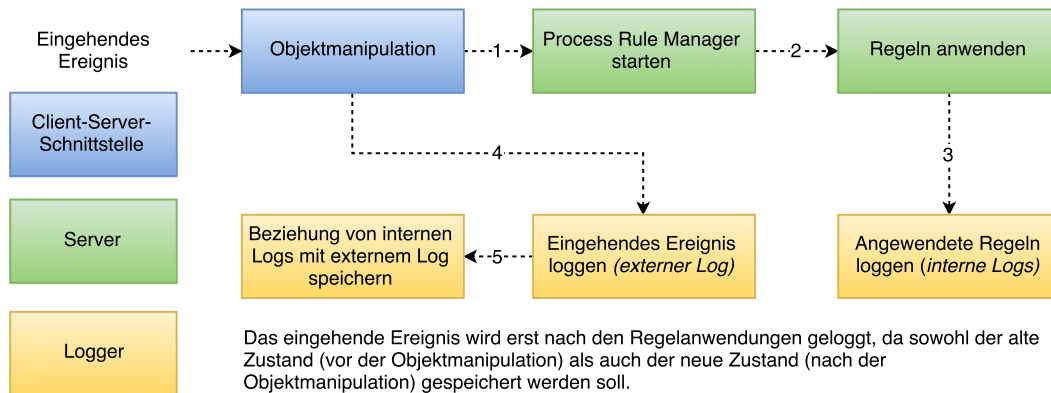 Eingehendes
Ereignis
Objektmanipulation
1
Process Rule Manager
starten
2
Regeln anwenden
Client-Server-
Schnittstelle
4
3
Server
Beziehung von internen
Logs mit externem Log
speichern
5
Eingehendes Ereignis
loggen (externer Log)
Angewendete Regeln
loggen (interne Logs)
Logger
Das eingehende Ereignis wird erst nach den Regelanwendungen geloggt, da sowohl der alte
Zustand (vor der Objektmanipulation) als auch der neue Zustand (nach der
Objektmanipulation) gespeichert werden soll.